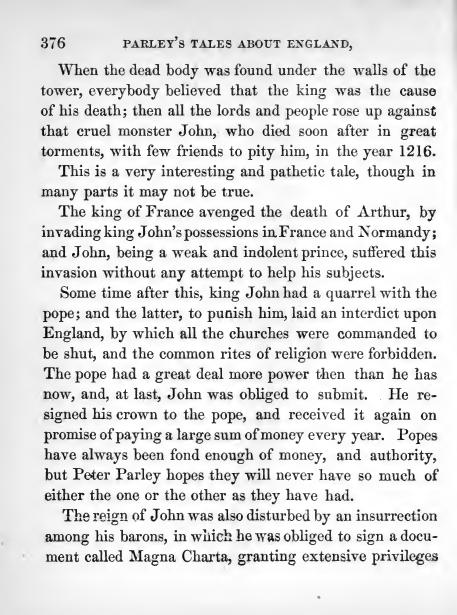 376 PARLEY'S TALES ABOUT ENGLAND,
When the dead body was found under the walls of the
tower, everybody believed that the king was the cause
of his death; then all the lords and people rose up against
that cruel monster John, who died soon after in great
torments, with few friends to pity him, in the year 1216.
This is a very interesting and pathetic tale, though in
many parts it may not be true.
The king of France avenged the death of Arthur, by
invading king John's possessions in France and Normandy;
and John, being a weak and indolent prince, suffered this
invasion without any attempt to help his subjects.
Some time after this, king John had a quarrel with the
pope; and the latter, to punish him, laid an interdict upon
England, by which all the churches were commanded to
be shut, and the common rites of religion were forbidden.
The pope had a great deal more power then than he has
now, and, at last, John was obliged to submit. He re-
signed his crown to the pope, and received it again on
promise of paying a large sum of money every year. Popes
have always been fond enough of money, and authority,
but Peter Parley hopes they will never have so much of
either the one or the other as they have had.
The reign of John was also disturbed by an insurrection
among his barons, in which he was obliged to sign a docu-
ment called Magna Charta, granting extensive privileges